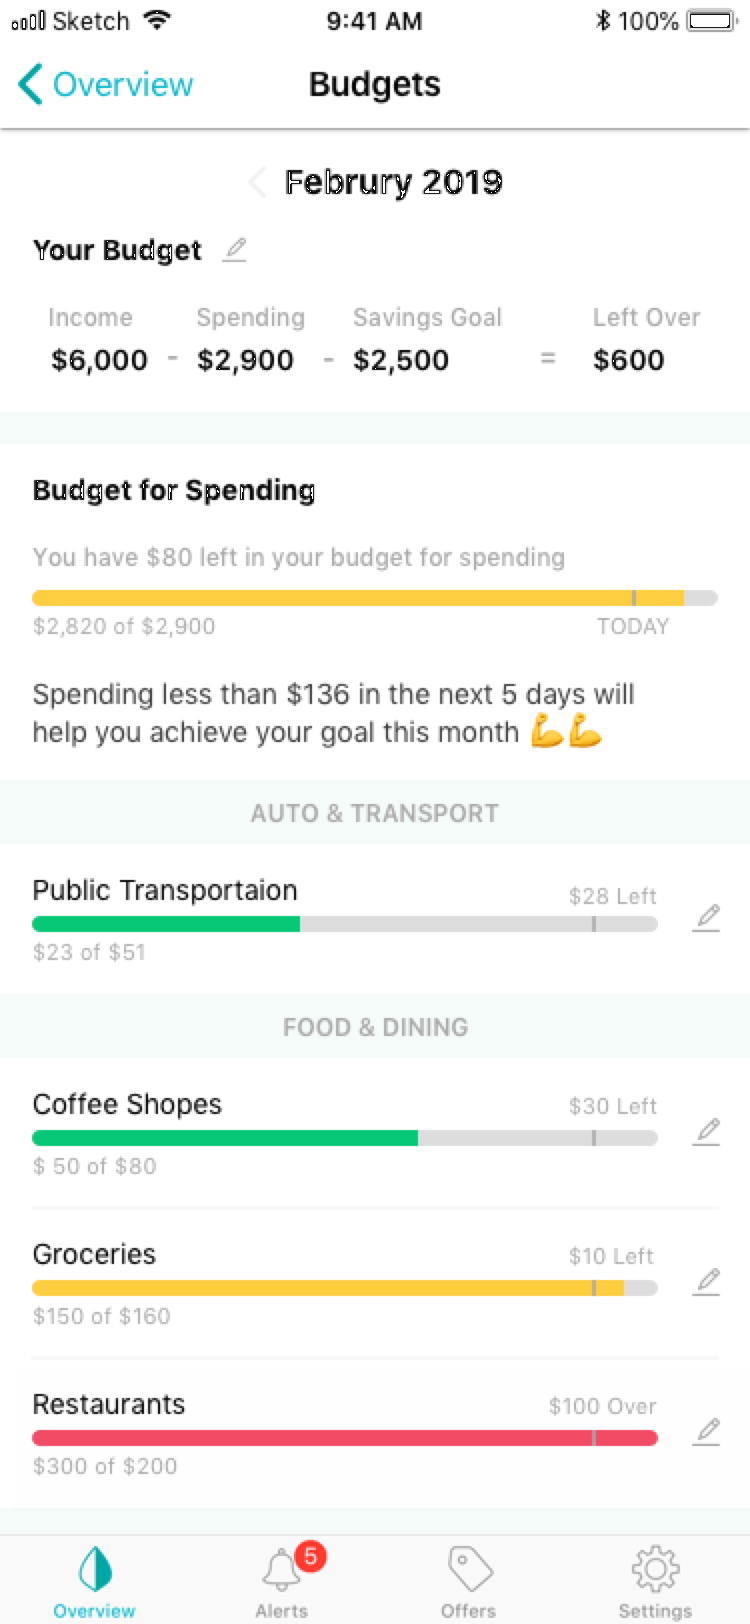 Sketch 9:41 AM 100%
Overview Budgets
Februry 2019
Your Budget
Income Spending Savings Goal Left Over
$6,000 - $2,900 - $2,500 = $600
Budget for Spending
You have $80 left in your budget for spending
$2,820 of $2,900 TODAY
Spending less than $136 in the next 5 days will
help you achieve your goal this month 💪💪
AUTO & TRANSPORT
Public Transportaion $28 Left
$23 of $51
FOOD & DINING
Coffee Shopes $30 Left
$ 50 of $80
Groceries $10 Left
$150 of $160
Restaurants $100 Over
$300 of $200
5
Overview Alerts Offers Settings